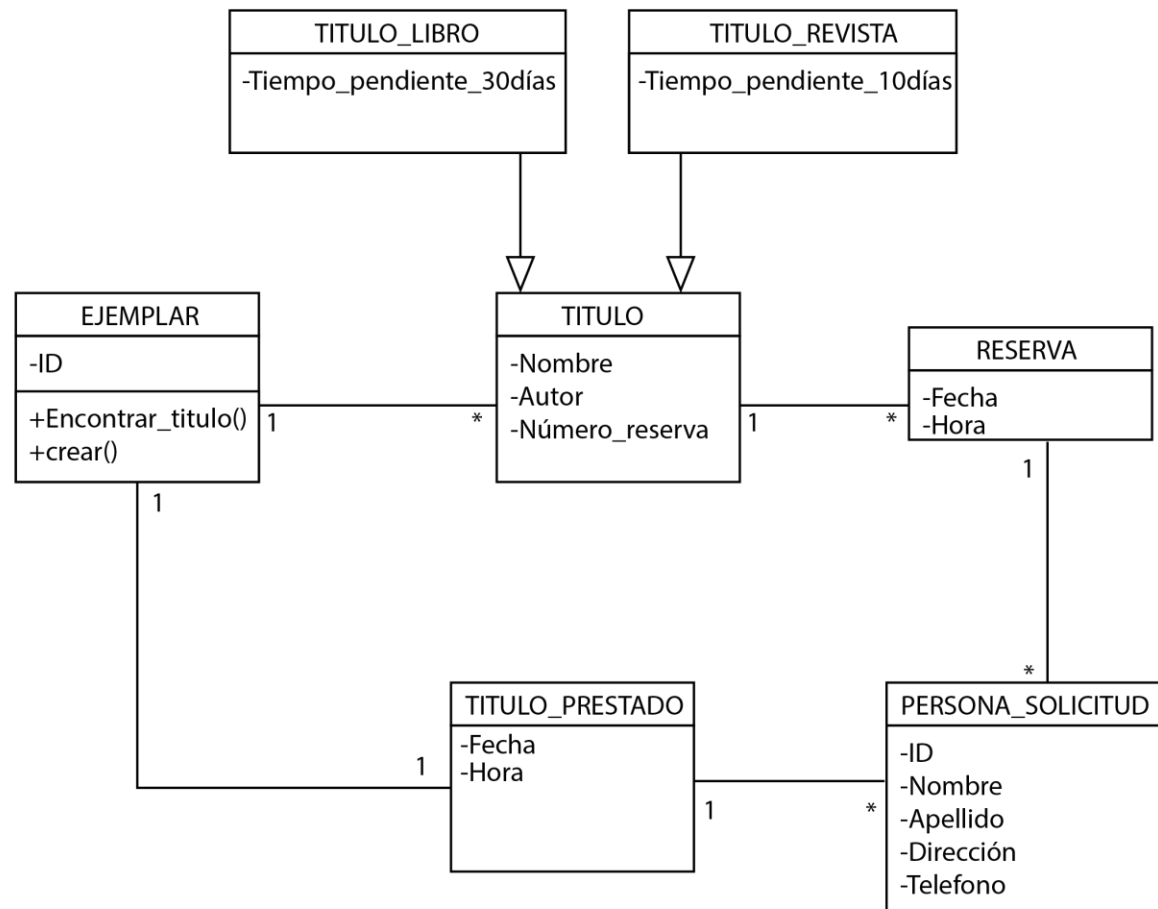 TITULO_LIBRO
-Tiempo_pendiente_30días
TITULO_REVISTA
-Tiempo_pendiente_10días
EJEMPLAR
-ID
+Encontrar_titulo()
+crear()
1
*
TITULO
-Nombre
-Autor
-Número_reserva
1
*
RESERVA
-Fecha
-Hora
1
1
*
1
TITULO_PRESTADO
-Fecha
-Hora
1
*
PERSONA_SOLICITUD
-ID
-Nombre
-Apellido
-Dirección
-Telefono